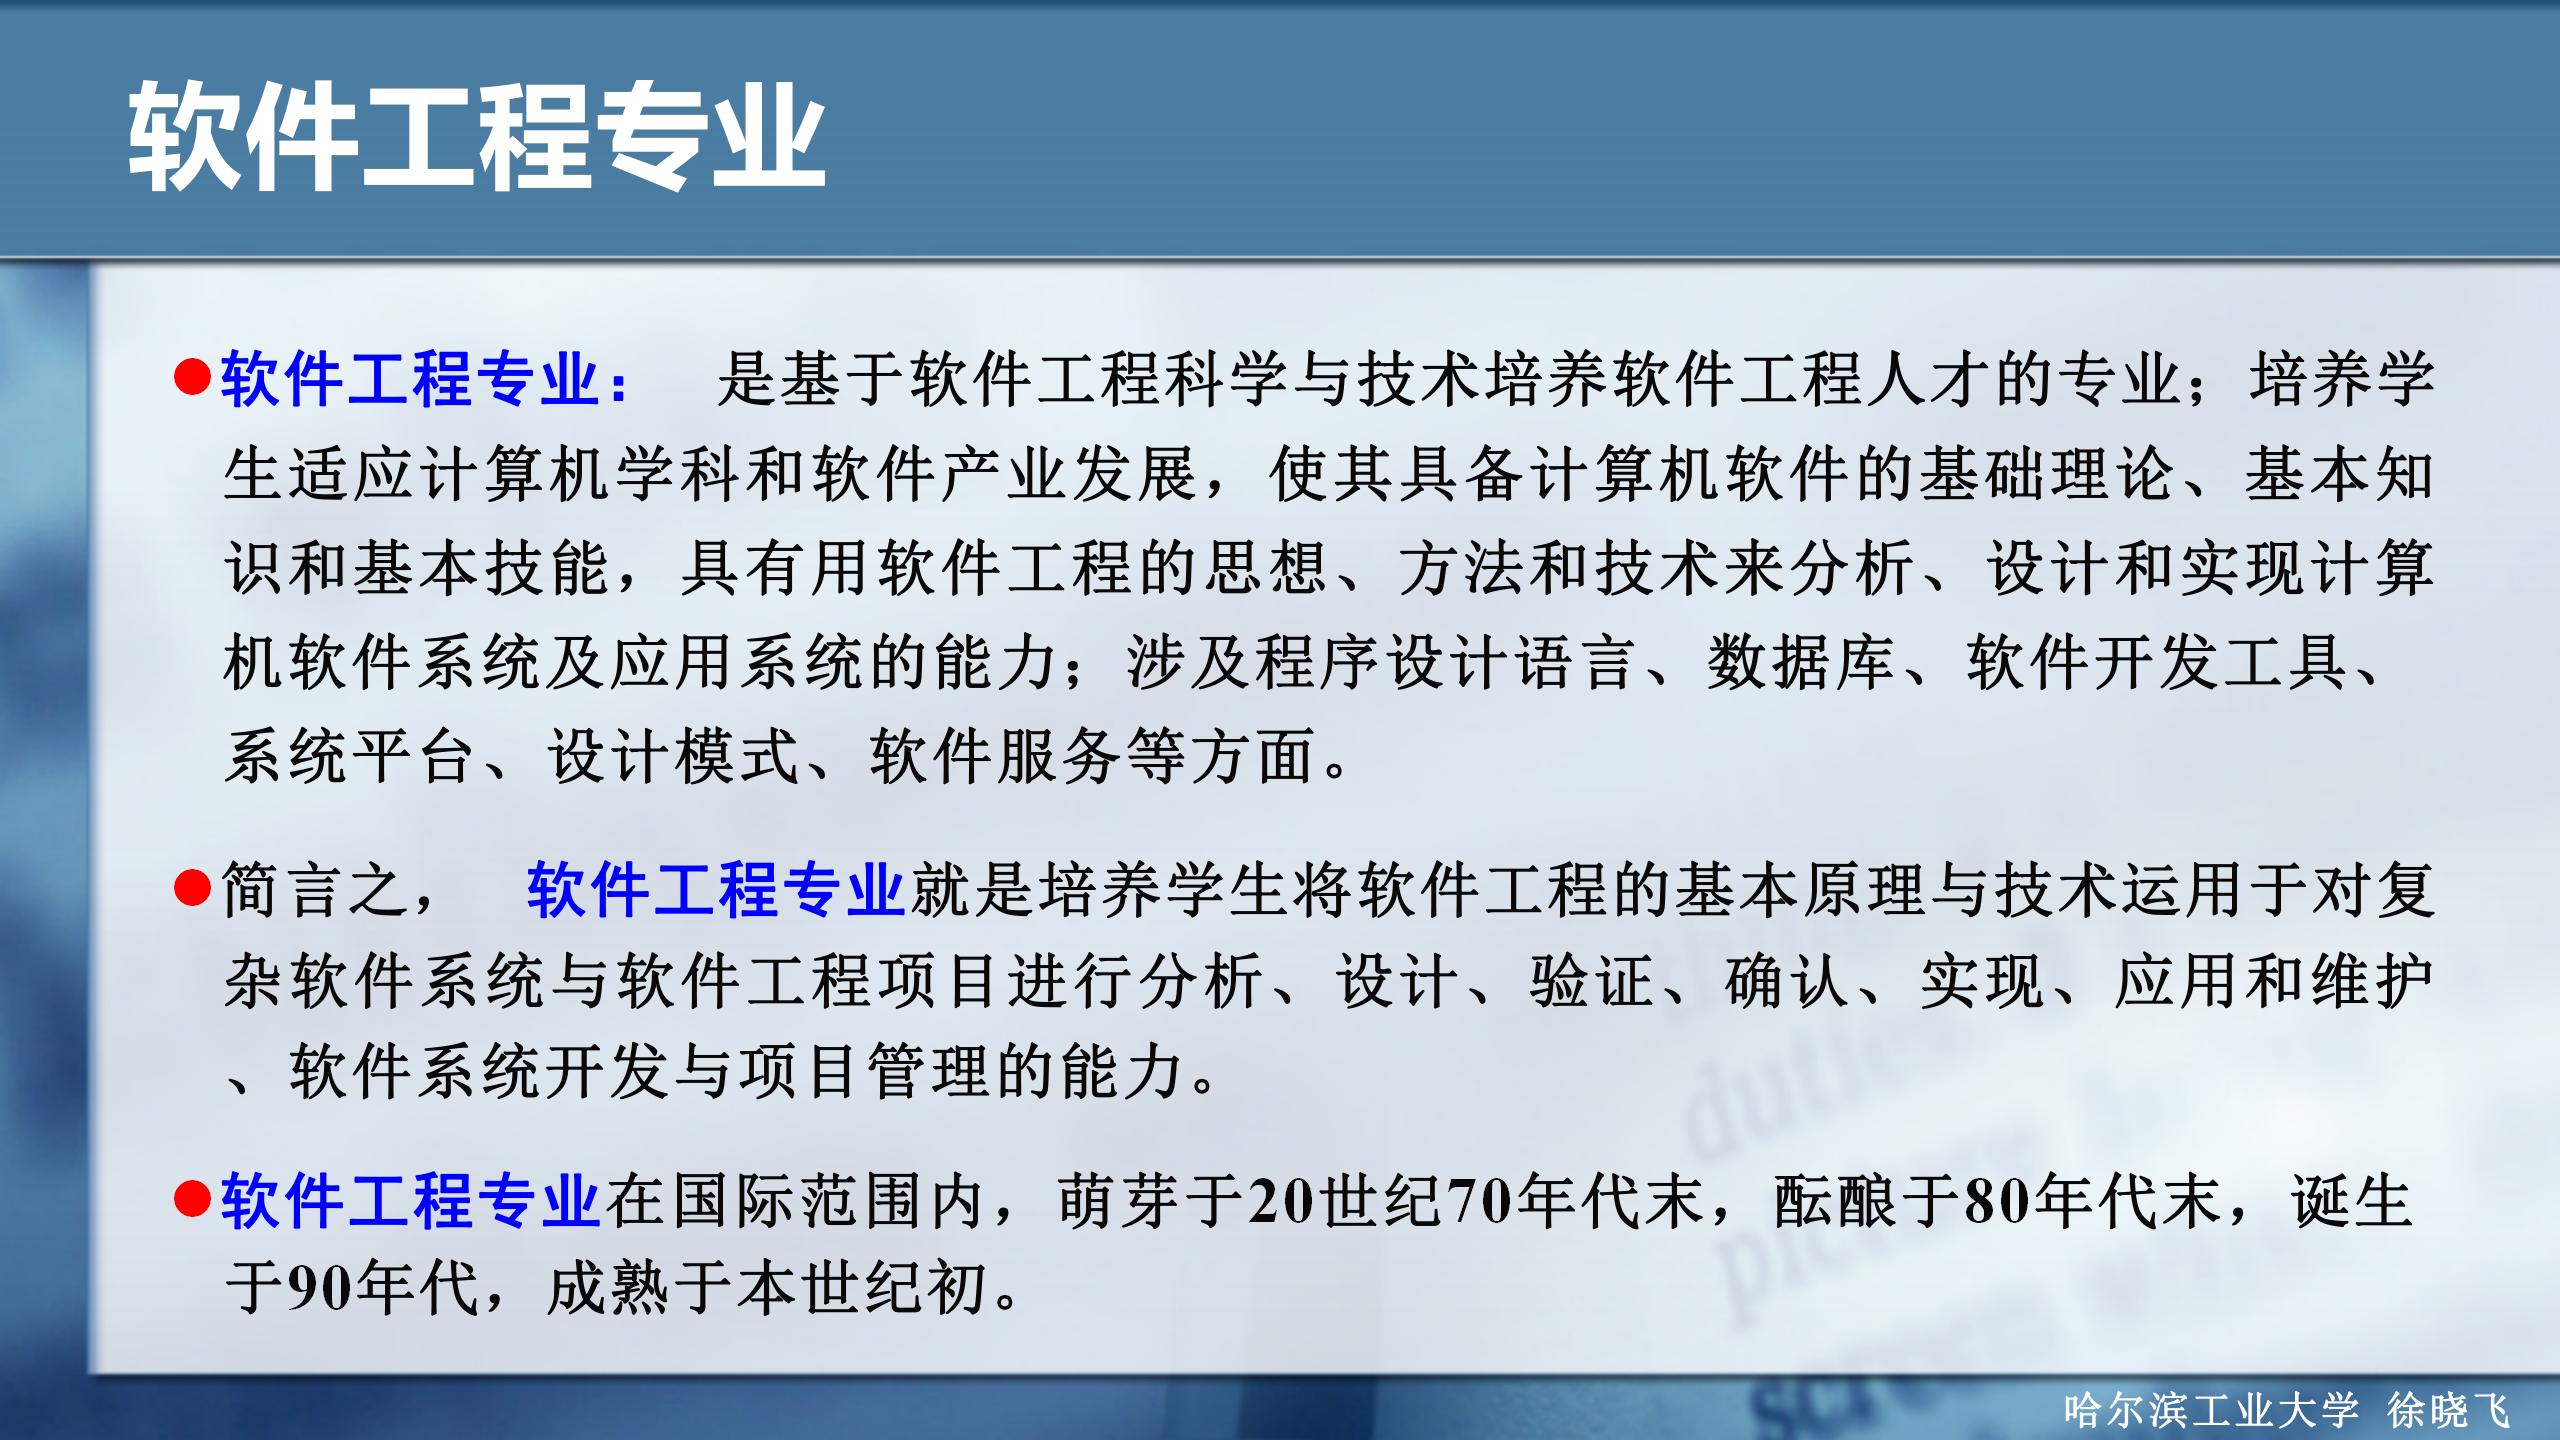 软件工程专业
●软件工程专业： 是基于软件工程科学与技术培养软件工程人才的专业；培养学
生适应计算机学科和软件产业发展，使其具备计算机软件的基础理论、基本知
识和基本技能，具有用软件工程的思想、方法和技术来分析、设计和实现计算
机软件系统及应用系统的能力；涉及程序设计语言、数据库、软件开发工具、
系统平台、设计模式、软件服务等方面。
●简言之， 软件工程专业就是培养学生将软件工程的基本原理与技术运用于对复
杂软件系统与软件工程项目进行分析、设计、验证、确认、实现、应用和维护
、软件系统开发与项目管理的能力。
●软件工程专业在国际范围内，萌芽于20世纪70年代末，酝酿于80年代末，诞生
于90年代，成熟于本世纪初。
picture
哈尔滨工业大学 徐晓飞